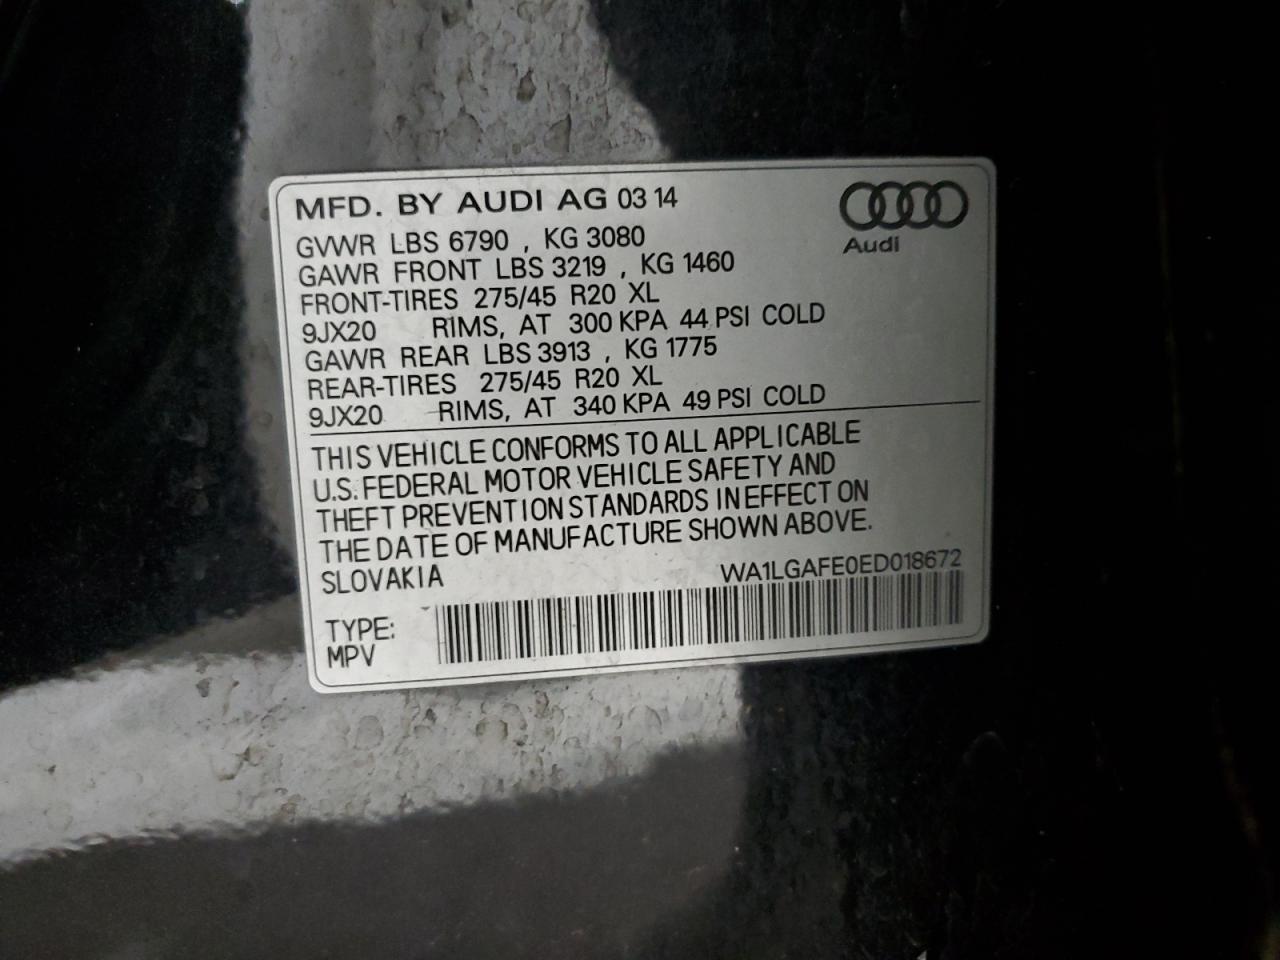 MFD. BY AUDI AG 03 14
Audi
GVWR LBS 6790 , KG 3080
GAWR FRONT LBS 3219 , KG 1460
FRONT-TIRES 275/45 R20 XL
9JX20 RIMS, AT 300 KPA 44 PSI COLD
GAWR REAR LBS 3913 , KG 1775
REAR-TIRES 275/45 R20 XL
9JX20 RIMS, AT 340 KPA 49 PSI COLD
THIS VEHICLE CONFORMS TO ALL APPLICABLE
U.S. FEDERAL MOTOR VEHICLE SAFETY AND
THEFT PREVENTION STANDARDS IN EFFECT ON
THE DATE OF MANUFACTURE SHOWN ABOVE.
SLOVAKIA WA1LGAFE0ED018672
TYPE:
MPV